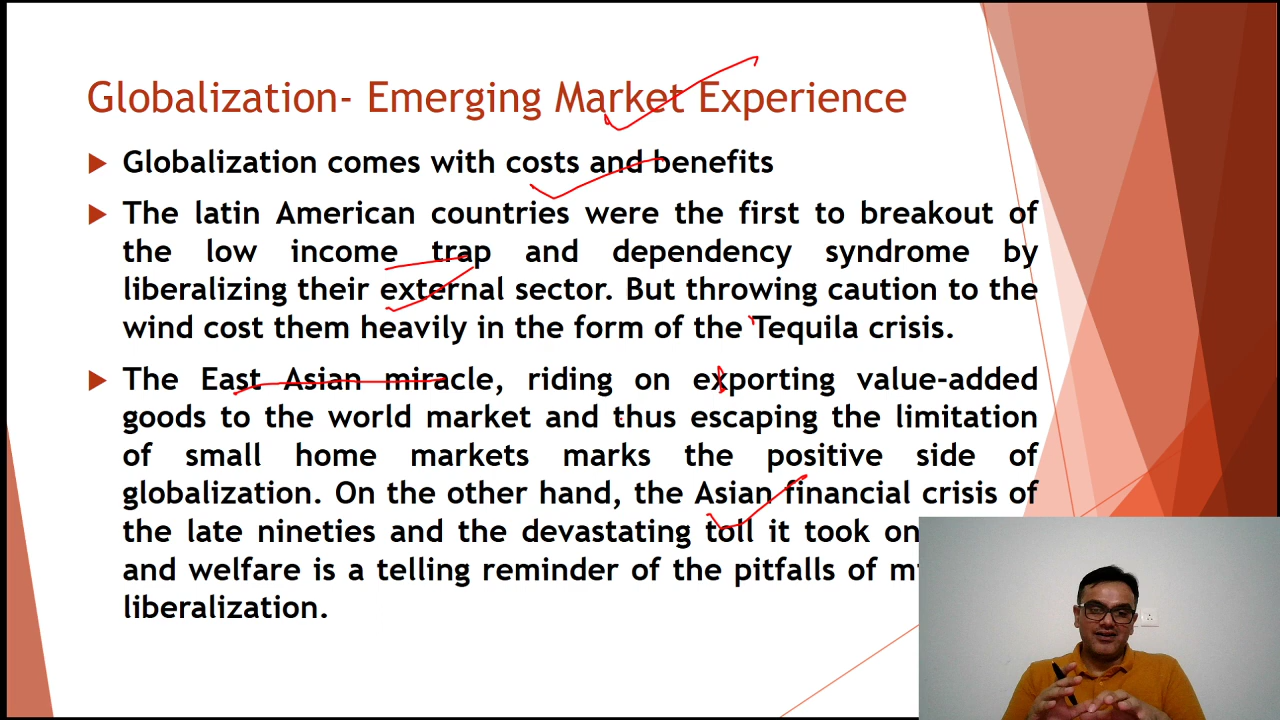 Globalization- Emerging Market Experience
Globalization comes with costs and benefits
The latin American countries were the first to breakout of
the low income trap and dependency syndrome by
liberalizing their external sector. But throwing caution to the
wind cost them heavily in the form of the Tequila crisis.
The East Asian miracle, riding on exporting value-added
goods to the world market and thus escaping the limitation
of small home markets marks the positive side of
globalization. On the other hand, the Asian financial crisis of
the late nineties and the devastating toll it took on
and welfare is a telling reminder of the pitfalls of
liberalization.